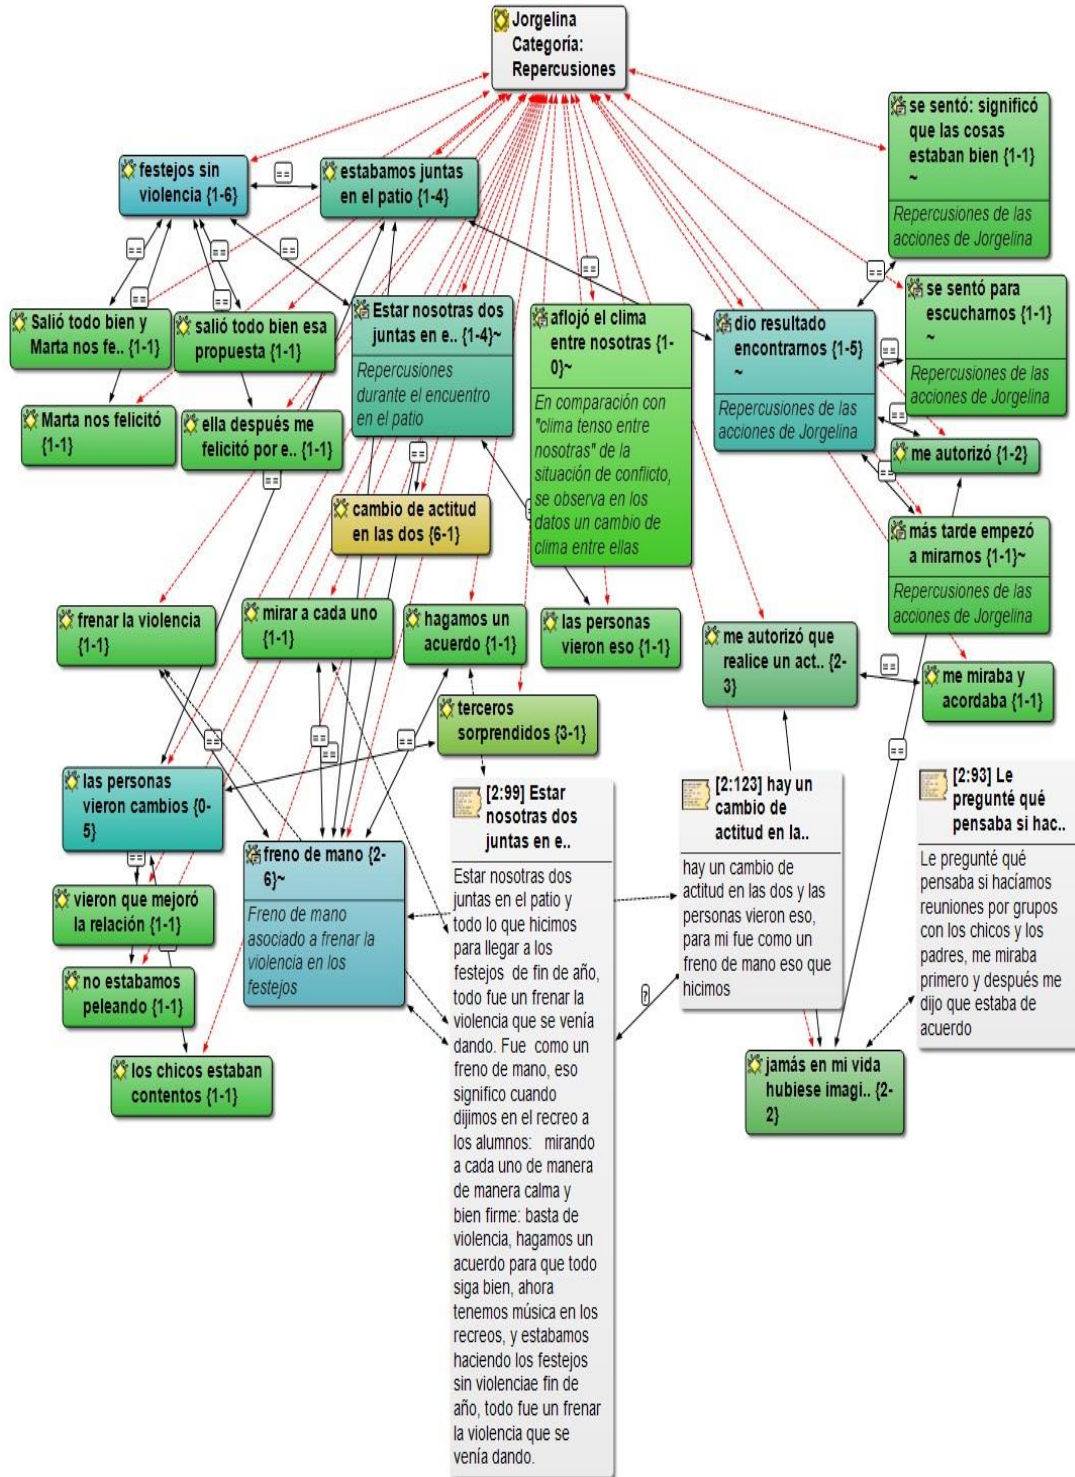 Jorgelina
Categoría:
Repercusiones
se sentó: significó
que las cosas
estaban bien {1-1}
~
Repercusiones de las
acciones de Jorgelina
festejos sin
violencia {1-6}
==
estabamos juntas
en el patio {1-4}
==
==
==
==
==
==
se sentó para
escucharnos {1-1}
~
Repercusiones de las
acciones de Jorgelina
Salió todo bien y
Marta nos fe.. {1-1}
salió todo bien esa
propuesta {1-1}
Estar nosotras dos
juntas en e.. {1-4}~
Repercusiones
durante el encuentro
en el patio
aflojó el clima
entre nosotras {1-
0}~
En comparación con
"clima tenso entre
nosotras" de la
situación de conflicto,
se observa en los
datos un cambio de
clima entre ellas
dio resultado
encontrarnos {1-5}
~
Repercusiones de las
acciones de Jorgelina
==
==
==
Marta nos felicitó
{1-1}
ella después me
felicitó por e.. {1-1}
me autorizó {1-2}
==
==
cambio de actitud
en las dos {6-1}
más tarde empezó
a mirarnos {1-1}~
Repercusiones de las
acciones de Jorgelina
frenar la violencia
{1-1}
mirar a cada uno
{1-1}
hagamos un
acuerdo {1-1}
las personas
vieron eso {1-1}
me autorizó que
realice un act.. {2-
3}
==
me miraba y
acordaba {1-1}
terceros
sorprendidos {3-1}
==
==
==
==
==
las personas
vieron cambios {0-
5}
==
vieron que mejoró
la relación {1-1}
==
no estabamos
peleando {1-1}
los chicos estaban
contentos {1-1}
freno de mano {2-
6}~
Freno de mano
asociado a frenar la
violencia en los
festejos
[2:99] Estar
nosotras dos
juntas en e..
Estar nosotras dos
juntas en el patio y
todo lo que hicimos
para llegar a los
festejos de fin de año,
todo fue un frenar la
violencia que se venía
dando. Fue como un
freno de mano, eso
significo cuando
dijimos en el recreo a
los alumnos: mirando
a cada uno de manera
de manera calma y
bien firme: basta de
violencia, hagamos un
acuerdo para que todo
siga bien, ahora
tenemos música en los
recreos, y estabamos
haciendo los festejos
sin violenciae fin de
año, todo fue un frenar
la violencia que se
venía dando.
?
[2:123] hay un
cambio de
actitud en la..
hay un cambio de
actitud en las dos y las
personas vieron eso,
para mi fue como un
freno de mano eso que
hicimos
[2:93] Le
pregunté qué
pensaba si hac..
Le pregunté qué
pensaba si hacíamos
reuniones por grupos
con los chicos y los
padres, me miraba
primero y después me
dijo que estaba de
acuerdo
jamás en mi vida
hubiese imagi.. {2-
2}